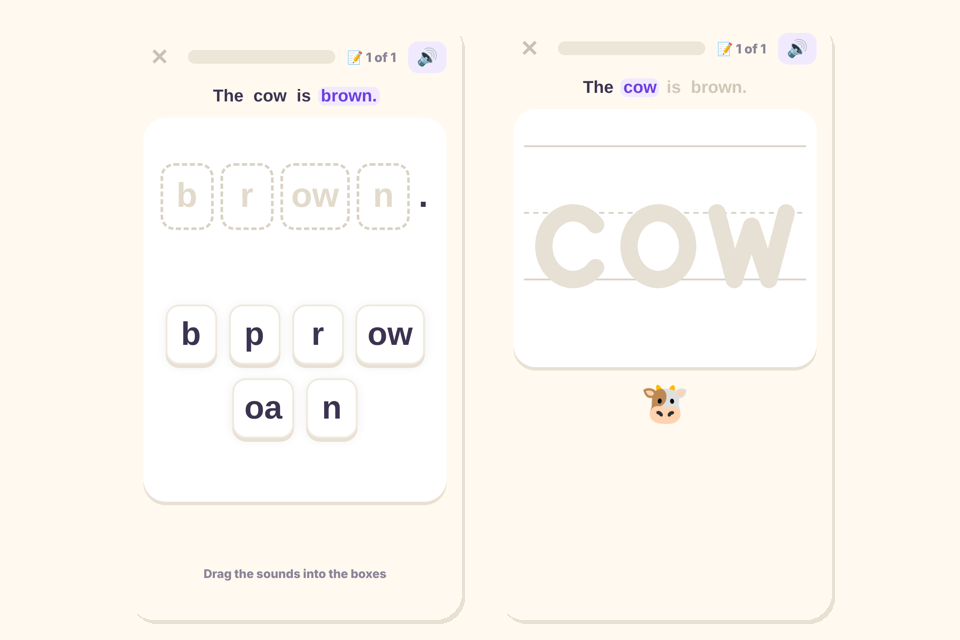 1 of 1
The cow is brown.
b r ow n .
b p r ow
oa n
Drag the sounds into the boxes
1 of 1
The cow is brown.
cow